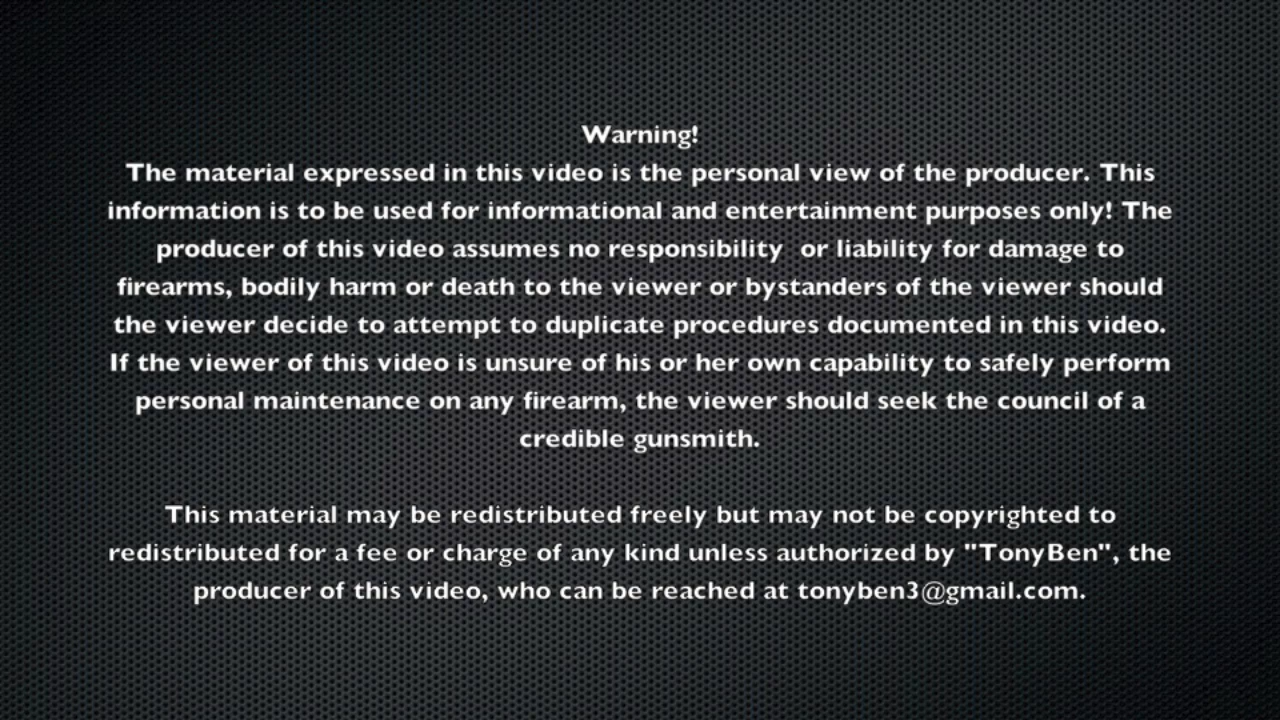 Warning!
The material expressed in this video is the personal view of the producer. This
information is to be used for informational and entertainment purposes only! The
producer of this video assumes no responsibility  or liability for damage to
firearms, bodily harm or death to the viewer or bystanders of the viewer should
the viewer decide to attempt to duplicate procedures documented in this video.
If the viewer of this video is unsure of his or her own capability to safely perform
personal maintenance on any firearm, the viewer should seek the council of a
credible gunsmith.
This material may be redistributed freely but may not be copyrighted to
redistributed for a fee or charge of any kind unless authorized by "TonyBen", the
producer of this video, who can be reached at tonyben3@gmail.com.